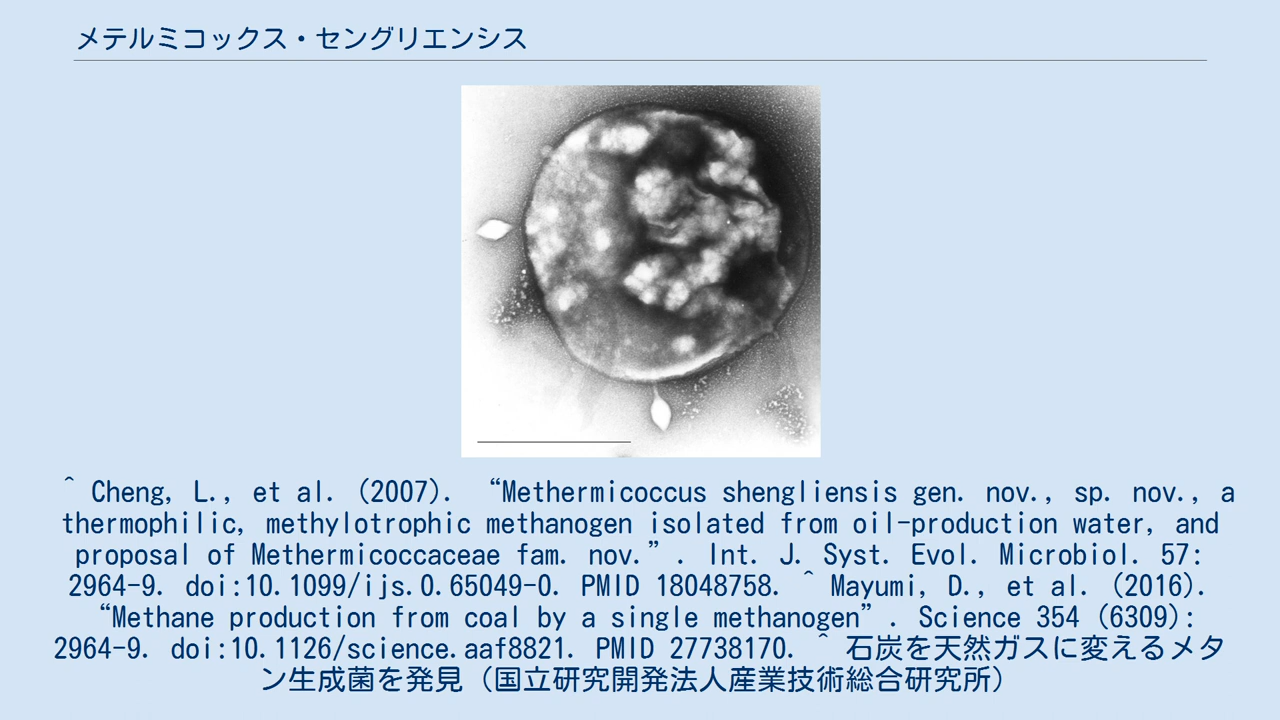 メテルミコックス・セングリエンシス
^ Cheng, L., et al. (2007). “Methermicoccus shengliensis gen. nov., sp. nov., a
thermophilic, methylotrophic methanogen isolated from oil-production water, and
proposal of Methermicoccaceae fam. nov.”. Int. J. Syst. Evol. Microbiol. 57:
2964-9. doi:10.1099/ijs.0.65049-0. PMID 18048758. ^ Mayumi, D., et al. (2016).
“Methane production from coal by a single methanogen”. Science 354 (6309):
2964-9. doi:10.1126/science.aaf8821. PMID 27738170. ^ 石炭を天然ガスに変えるメタ
ン生成菌を発見（国立研究開発法人産業技術総合研究所）